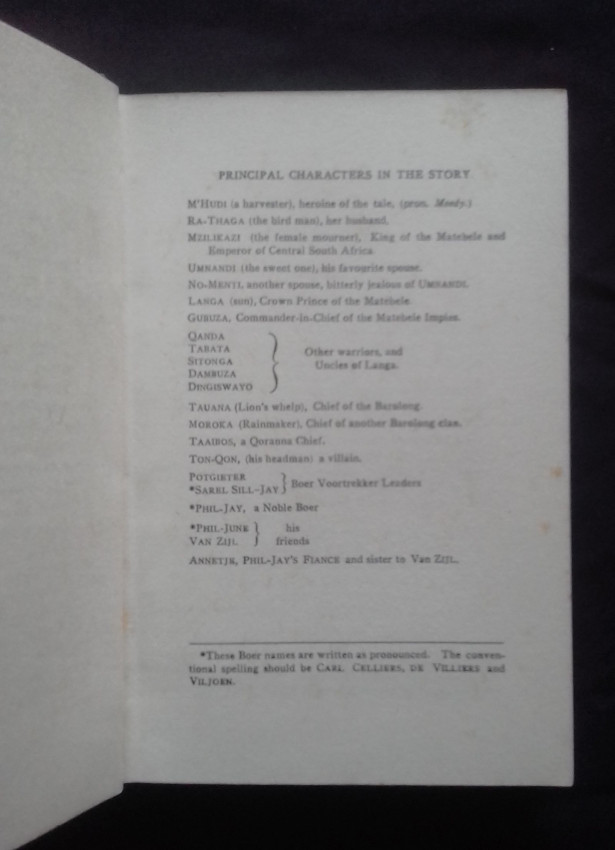 PRINCIPAL CHARACTERS IN THE STORY
M'HUDI (a harvester), heroine of the tale, (pron. Moody.)
RA-THAGA (the bird man), her husband.
MZILIKAZI (the female mourner), King of the Matebele and
Emperor of Central South Africa.
UMNANDI (the sweet one), his favourite spouse.
NO-MENTI, another spouse, bitterly jealous of UMNANDI.
LANGA (sun), Crown Prince of the Matebele.
GUBUZA, Commander-in-Chief of the Matebele Impies.
QANDA
TABATA
SITONGA
DAMBUZA
DINGISWAYO
Other warriors, and
Uncles of Langa.
TAUANA (Lion's whelp), Chief of the Barolong.
MOROKA (Rainmaker), Chief of another Barolong clan.
TAAIBOS, a Qoranna Chief.
TON-QON, (his headman) a villain.
POTGIETER
*SAREL SILL-JAY } Boer Voortrekker Leaders
*PHIL-JAY, a Noble Boer
*PHIL-JUNE } his
VAN ZIJL } friends
ANNETJE, PHIL-JAY'S FIANCE and sister to VAN ZIJL.
*These Boer names are written as pronounced. The conven-
tional spelling should be CARL CELLIERS, DE VILLIERS and
VILJOEN.